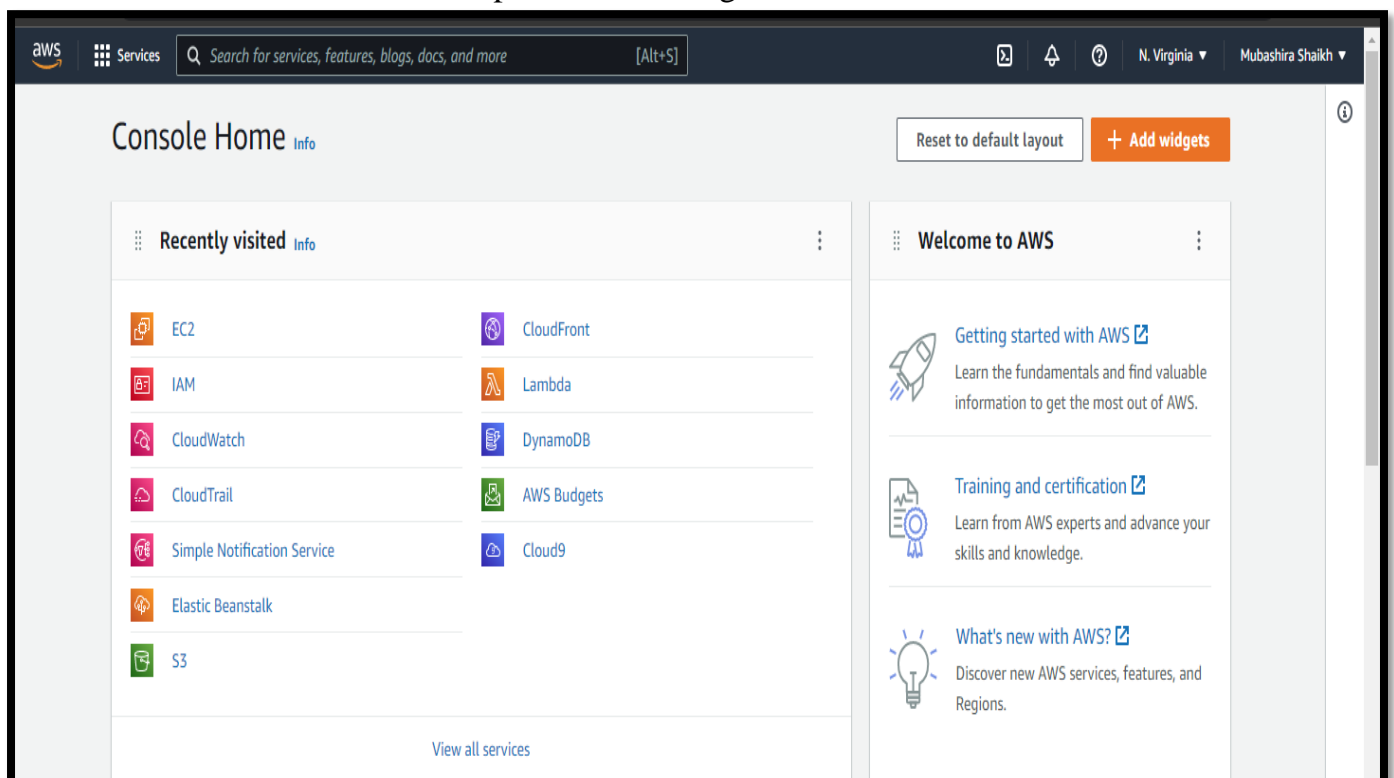 aws
Services
Search for services, features, blogs, docs, and more [Alt+S]
N. Virginia ▼
Mubashira Shaikh ▼
Console Home Info
Reset to default layout
+ Add widgets
Recently visited Info
EC2
IAM
CloudWatch
CloudTrail
Simple Notification Service
Elastic Beanstalk
S3
CloudFront
Lambda
DynamoDB
AWS Budgets
Cloud9
View all services
Welcome to AWS
Getting started with AWS
Learn the fundamentals and find valuable
information to get the most out of AWS.
Training and certification
Learn from AWS experts and advance your
skills and knowledge.
What's new with AWS?
Discover new AWS services, features, and
Regions.